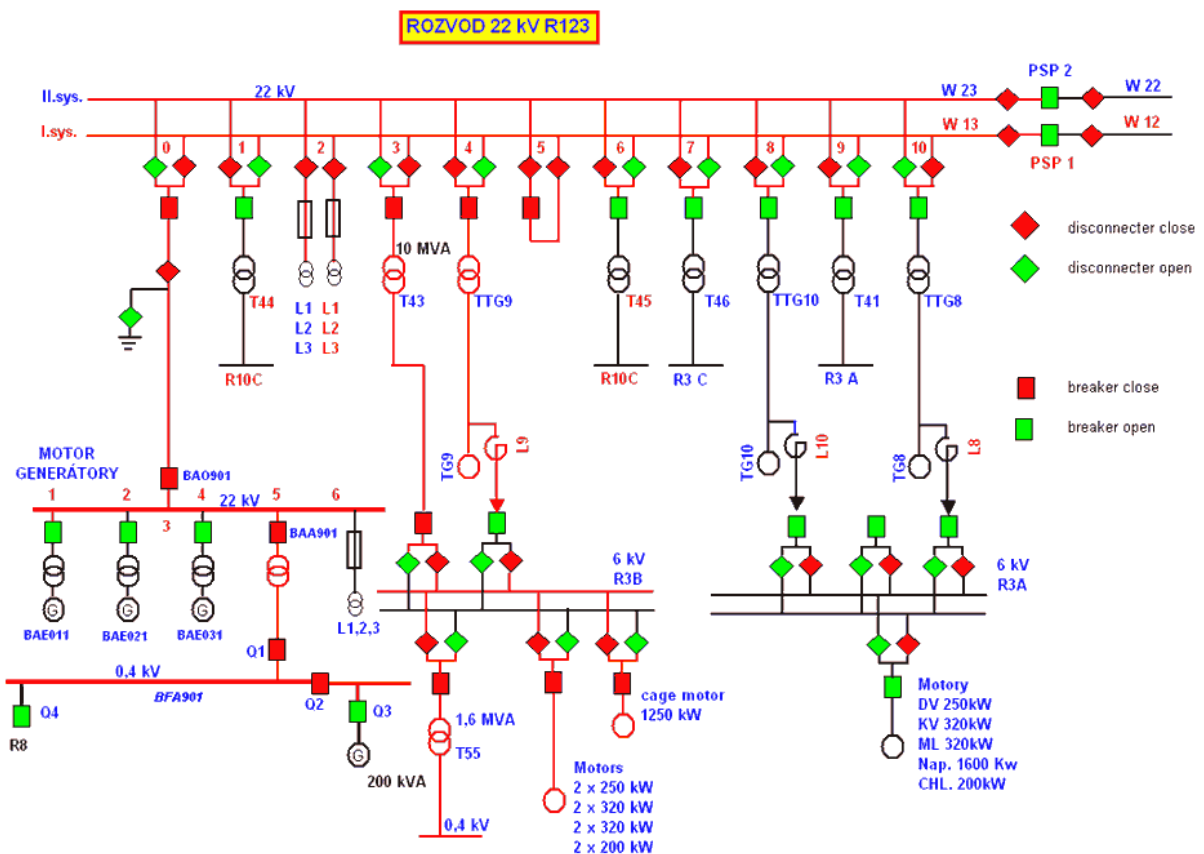 ROZVOD 22 kV R123
PSP 2
II.sys.
22 kV
W 23
W 22
I.sys.
W 13
W 12
0
1
2
3
4
5
6
7
8
9
10
PSP 1
disconnecter close
disconnecter open
10 MVA
T44
L1
L2
L3
L1
L2
L3
T43
TTG9
T45
T46
TTG10
T41
TTG8
R10C
R10C
R3 C
R3 A
breaker close
breaker open
TG9
L9
TG10
L10
TG8
L8
MOTOR
GENERÁTORY
BAO901
1
2
4
22 kV
5
6
3
BAA901
6 kV
R3B
6 kV
R3A
G
G
G
BAE011
BAE021
BAE031
L1,2,3
Q1
0,4 kV
BFA901
Q2
Q4
Q3
R8
G
200 kVA
1,6 MVA
T55
0,4 kV
cage motor
1250 kW
Motors
2 x 250 kW
2 x 320 kW
2 x 320 kW
2 x 200 kW
Motory
DV 250kW
KV 320kW
ML 320kW
Nap. 1600 Kw
CHL. 200kW